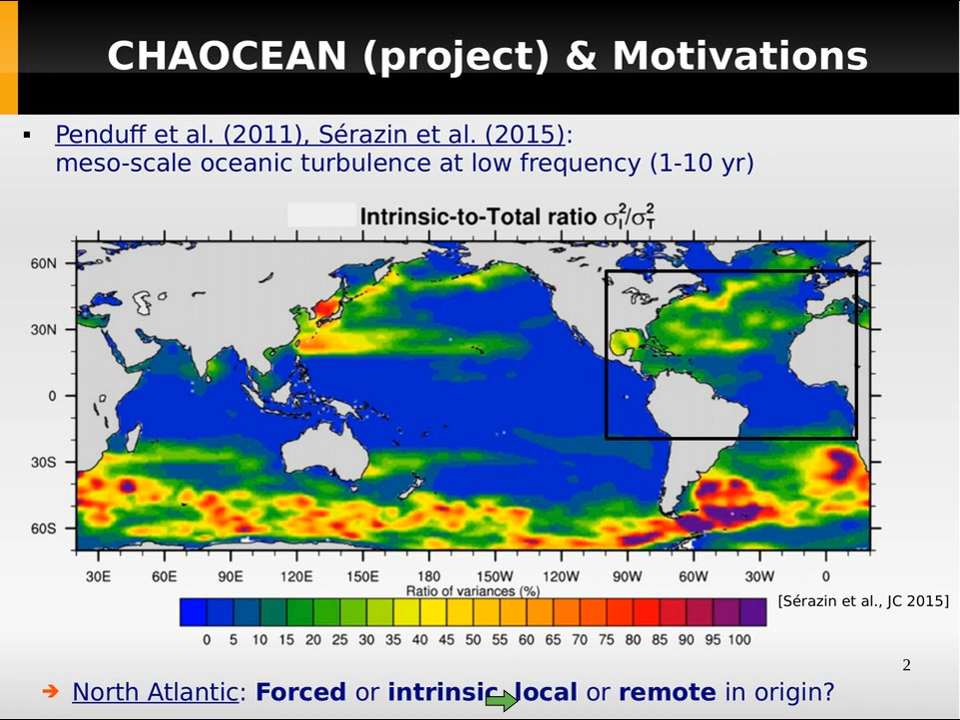 CHAOCEAN (project) & Motivations
Penduff et al. (2011), Sérazin et al. (2015):
meso-scale oceanic turbulence at low frequency (1-10 yr)
Intrinsic-to-Total ratio σ²I/σ²T
60N
30N
0
30S
60S
30E 60E 90E 120E 150E 180 150W 120W 90W 60W 30W 0
Ratio of variances (%)
[Sérazin et al., JC 2015]
0 5 10 15 20 25 30 35 40 45 50 55 60 65 70 75 80 85 90 95 100
2
North Atlantic: Forced or intrinsic local or remote in origin?